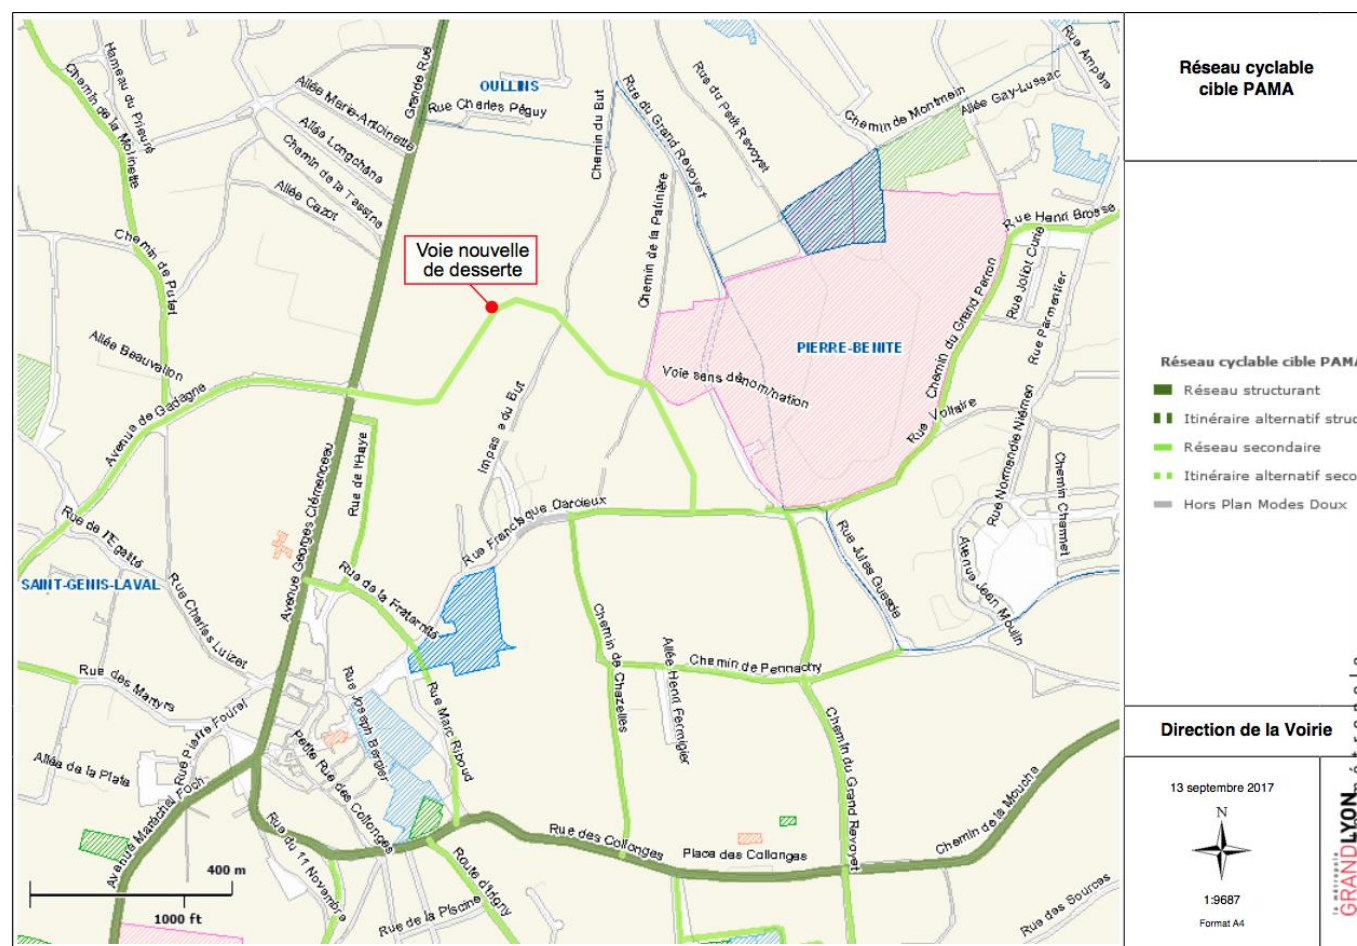 Réseau cyclable
cible PAMA
Réseau cyclable cible PAMA
Réseau structurant
Itinéraire alternatif struc
Réseau secondaire
Itinéraire alternatif seco
Hors Plan Modes Doux
Direction de la Voirie
13 septembre 2017
N
1:9687
Format A4
la métropole
GRANDLYON
Voie nouvelle
de desserte
OULLINS
PIERRE-BENITE
SAINT-GENIS-LAVAL
Hameau du Prieuré
Chemin de la Molinette
Allée Marie-Antoinette
Allée Longchêne
Chemin de la Tassine
Allée Cazot
Grande Rue
Rue Charles Péguy
Chemin du But
Rue du Grand Revoyet
Rue du Petit Revoyet
Chemin de Montmein
Allée Gay-Lussac
Rue Ampère
Rue Henri Brosse
Chemin de la Patinière
Chemin de Putet
Allée Beauvallon
Avenue de Gadagne
Rue Joliot Curie
Rue Parmentier
Chemin du Grand Perron
Voie sans dénomination
Rue Voltaire
Rue Normandie Niémen
Chemin Charmet
Impas e du But
Rue de l'Haye
Avenue Georges Clémenceau
Rue Francisque Darcieux
Rue de l'Egalité
Rue Charles Luizet
Rue de la Fraternité
Rue Jules Guesde
Avenue Jean Moulin
Chemin de Chazelles
Allée Henri Fermigier
Chemin de Pennachy
Rue des Martyrs
Rue Pierre Fourel
Allée de la Plata
Rue Joseph Bergier
Rue Marc Riboud
Petite Rue des Collonges
Avenue Maréchal Foch
Rue du 11 Novembre
Rue des Collonges
Place des Collonges
Chemin du Grand Revoyet
Chemin de la Mouche
Route d'Irigny
Rue de la Piscine
Rue des Sources
400 m
1000 ft